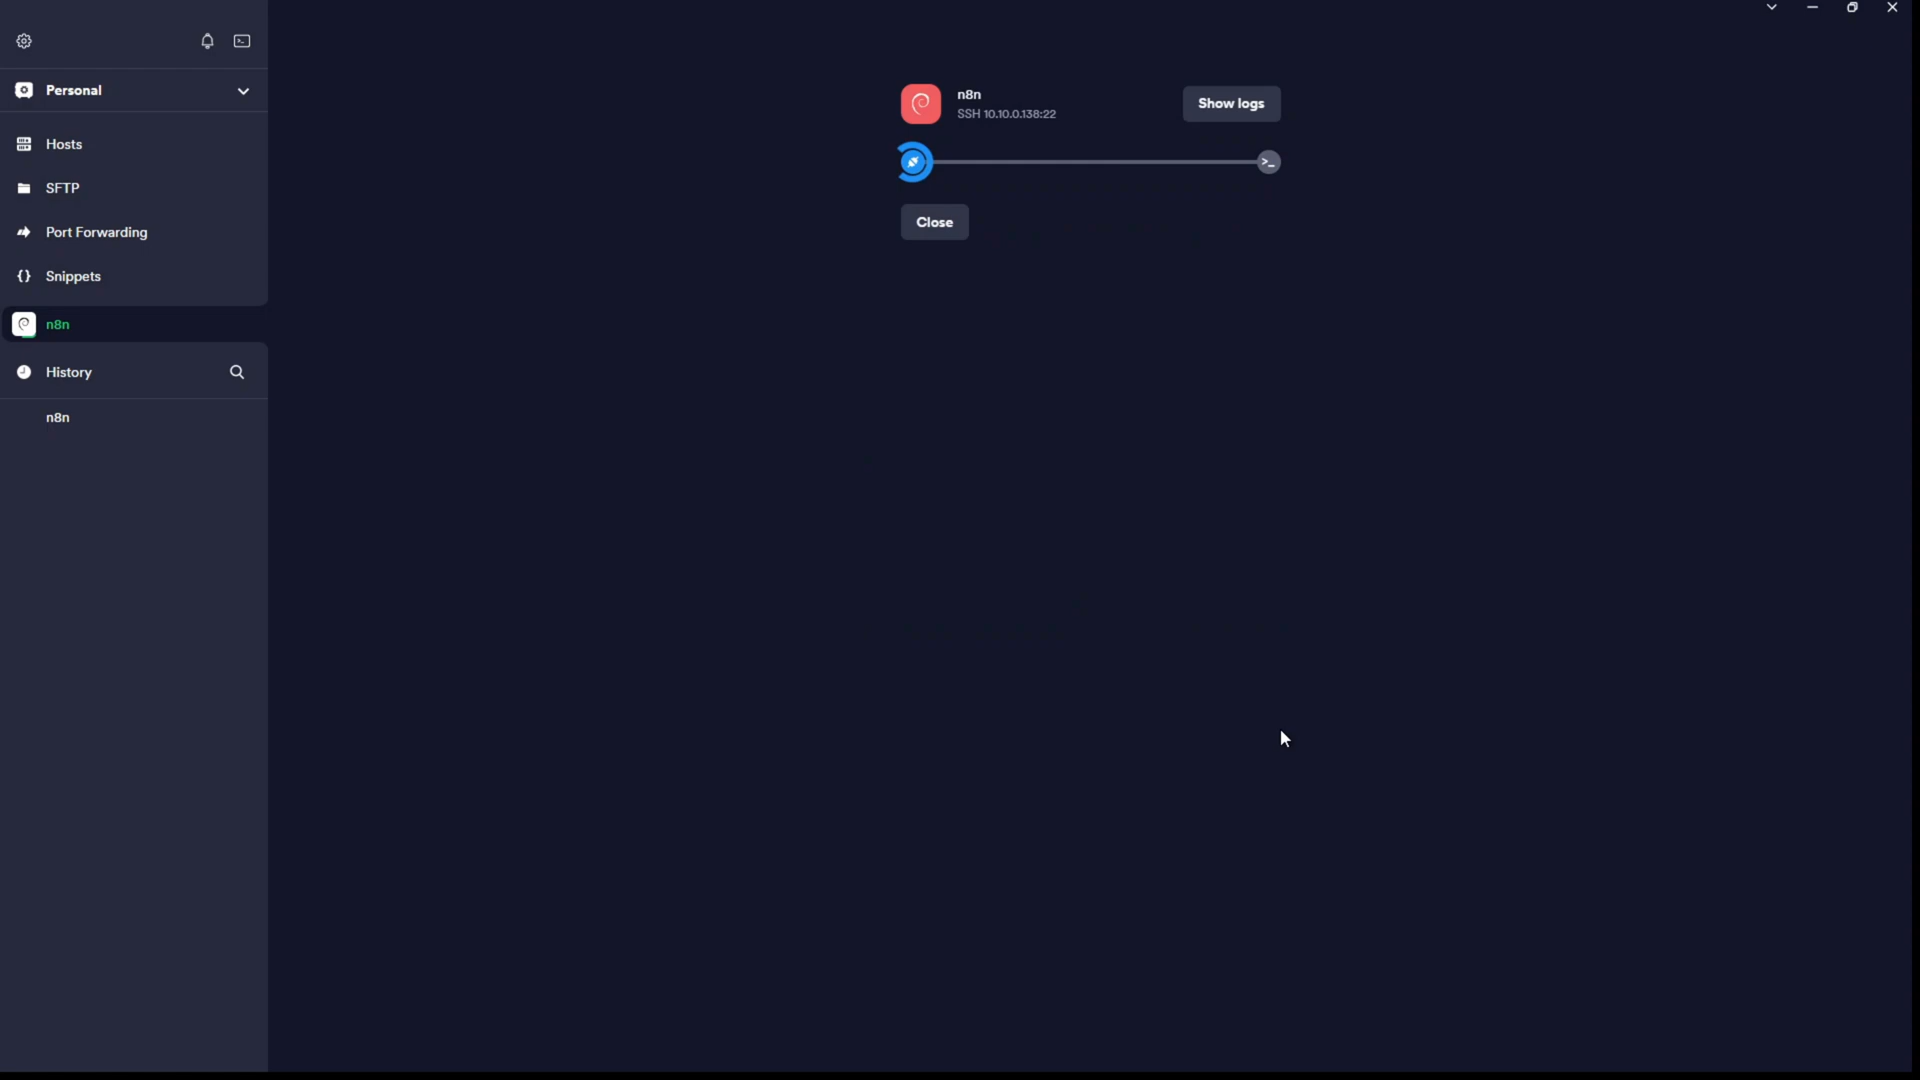 Personal
Hosts
SFTP
Port Forwarding
Snippets
n8n
History
n8n
n8n
SSH 10.10.0.138:22
Show logs
Close